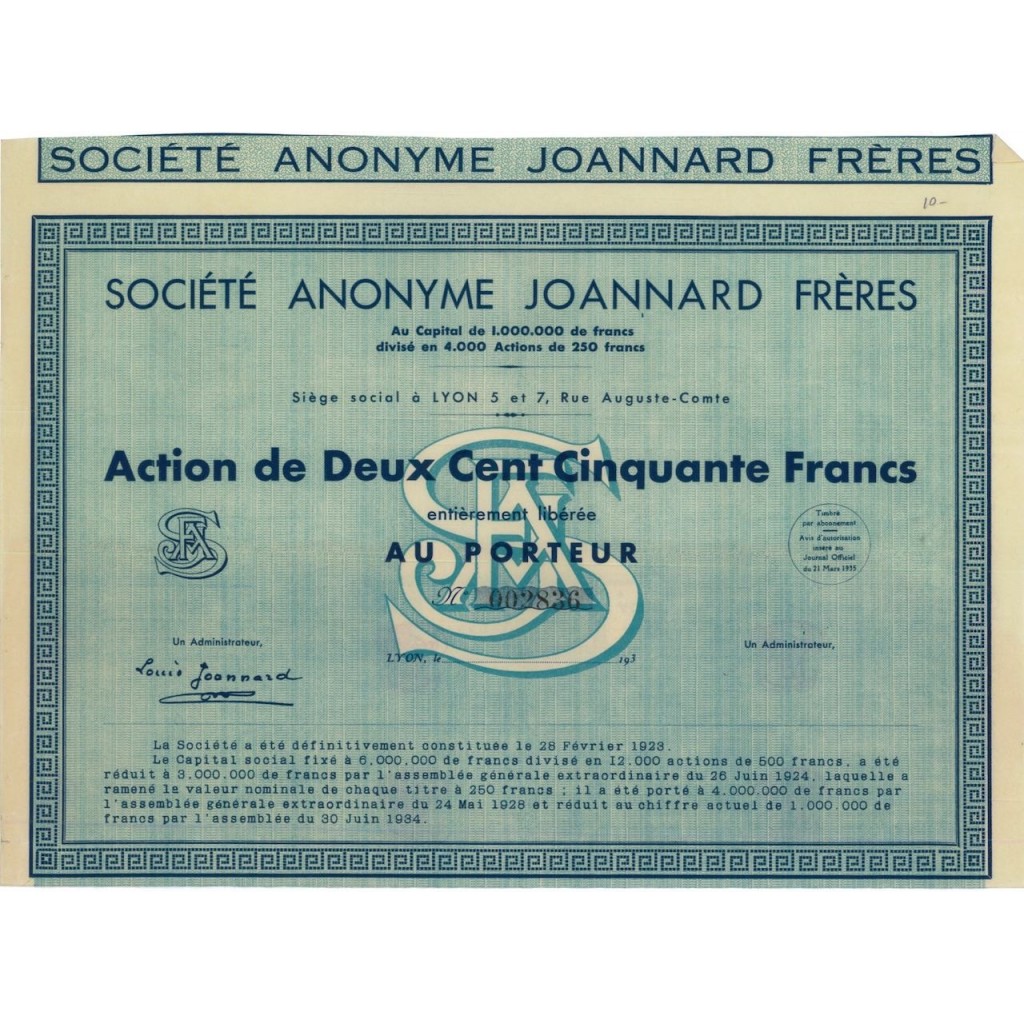 SOCIÉTÉ ANONYME JOANNARD FRÈRES
10-
SOCIÉTÉ ANONYME JOANNARD FRÈRES
Au Capital de 1.000.000 de francs
divisé en 4.000 Actions de 250 francs
Siège social à LYON 5 et 7, Rue Auguste-Comte
Action de Deux Cent Cinquante Francs
entièrement libérée
AU PORTEUR
No 002836
Timbre
par abonnement
Avis d'autorisation
inséré au
Journal Officiel
du 21 Mars 1935
Un Administrateur,
Un Administrateur,
LYON, le 193
Louis Joannard
La Société a été définitivement constituée le 28 Février 1923.
Le Capital social fixé à 6.000.000 de francs divisé en 12.000 actions de 500 francs, a été
réduit à 3.000.000 de francs par l'assemblée générale extraordinaire du 26 Juin 1924, laquelle a
ramené la valeur nominale de chaque titre à 250 francs ; il a été porté à 4.000.000 de francs par
l'assemblée générale extraordinaire du 24 Mai 1928 et réduit au chiffre actuel de 1.000.000 de
francs par l'assemblée du 30 Juin 1934.